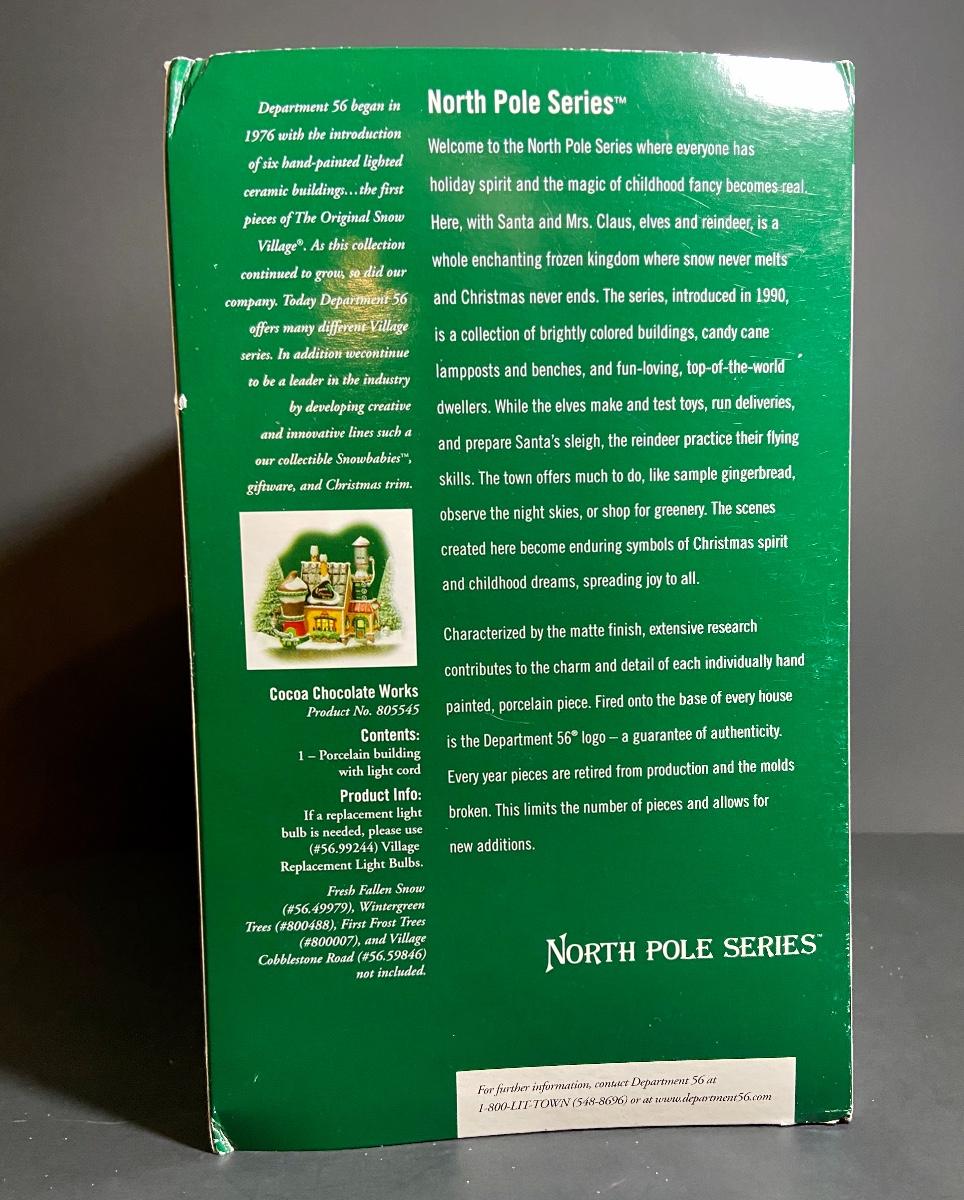 Department 56 began in
1976 with the introduction
of six hand-painted lighted
ceramic buildings...the first
pieces of The Original Snow
Village®. As this collection
continued to grow, so did our
company. Today Department 56
offers many different Village
series. In addition wecontinue
to be a leader in the industry
by developing creative
and innovative lines such a
our collectible Snowbabies™,
giftware, and Christmas trim.
Cocoa Chocolate Works
Product No. 805545
Contents:
1 – Porcelain building
with light cord
Product Info:
If a replacement light
bulb is needed, please use
(#56.99244) Village
Replacement Light Bulbs.
Fresh Fallen Snow
(#56.49979), Wintergreen
Trees (#800488), First Frost Trees
(#800007), and Village
Cobblestone Road (#56.59846)
not included.
North Pole Series™
Welcome to the North Pole Series where everyone has
holiday spirit and the magic of childhood fancy becomes real.
Here, with Santa and Mrs. Claus, elves and reindeer, is a
whole enchanting frozen kingdom where snow never melts
and Christmas never ends. The series, introduced in 1990,
is a collection of brightly colored buildings, candy cane
lampposts and benches, and fun-loving, top-of-the-world
dwellers. While the elves make and test toys, run deliveries,
and prepare Santa's sleigh, the reindeer practice their flying
skills. The town offers much to do, like sample gingerbread,
observe the night skies, or shop for greenery. The scenes
created here become enduring symbols of Christmas spirit
and childhood dreams, spreading joy to all.
Characterized by the matte finish, extensive research
contributes to the charm and detail of each individually hand
painted, porcelain piece. Fired onto the base of every house
is the Department 56® logo – a guarantee of authenticity.
Every year pieces are retired from production and the molds
broken. This limits the number of pieces and allows for
new additions.
NORTH POLE SERIES™
For further information, contact Department 56 at
1-800-LIT-TOWN (548-8696) or at www.department56.com